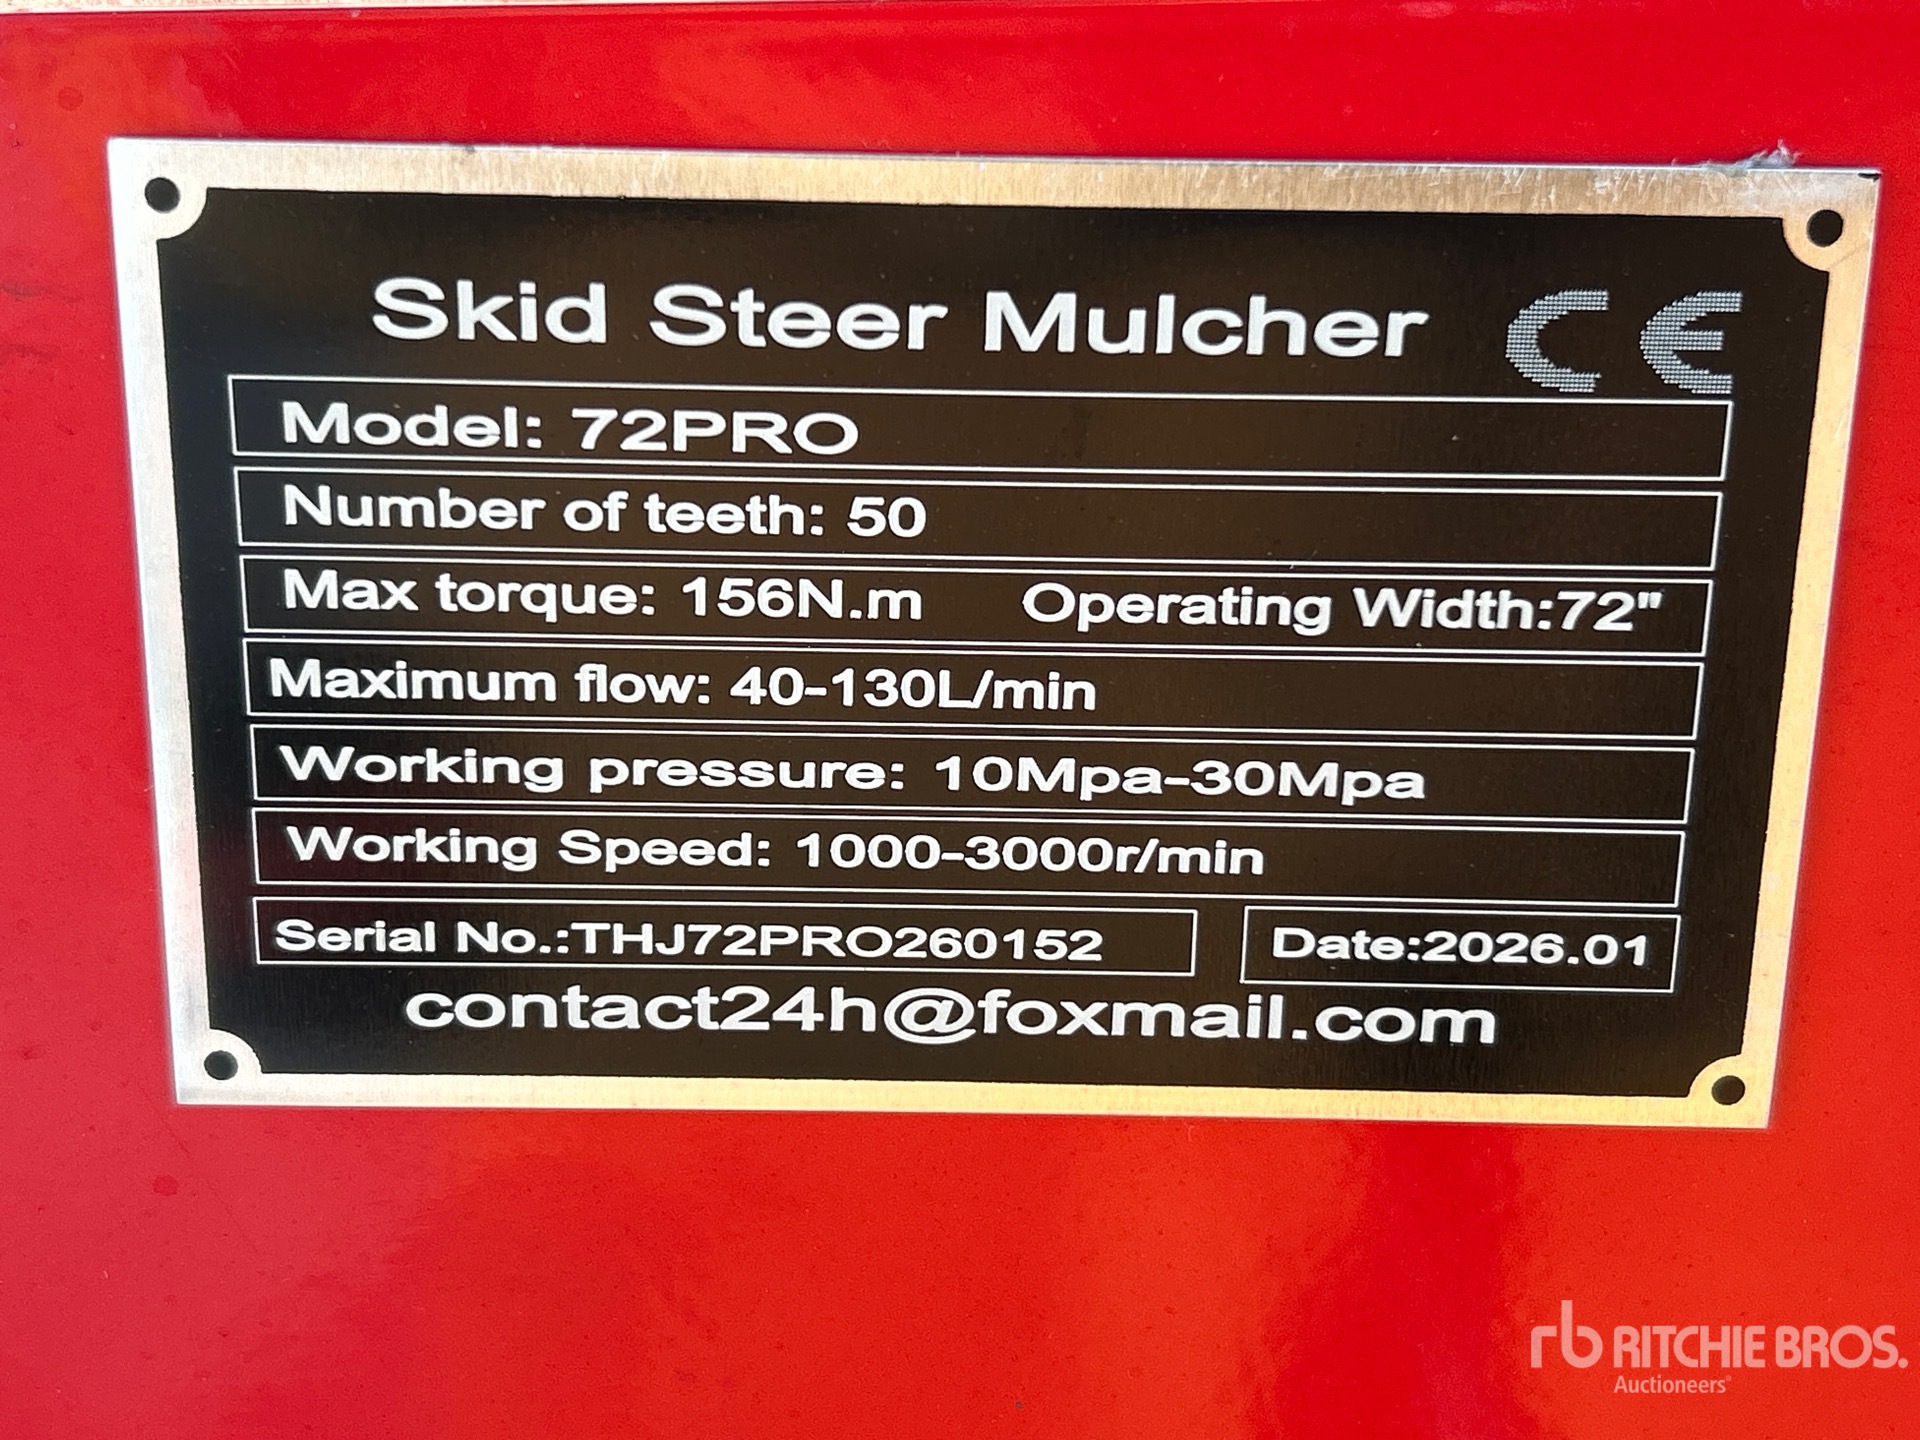 Skid Steer Mulcher CE
Model: 72PRO
Number of teeth: 50
Max torque: 156N.m Operating Width:72"
Maximum flow: 40-130L/min
Working pressure: 10Mpa-30Mpa
Working Speed: 1000-3000r/min
Serial No.:THJ72PRO260152 Date:2026.01
contact24h@foxmail.com
rb RITCHIE BROS.
Auctioneers